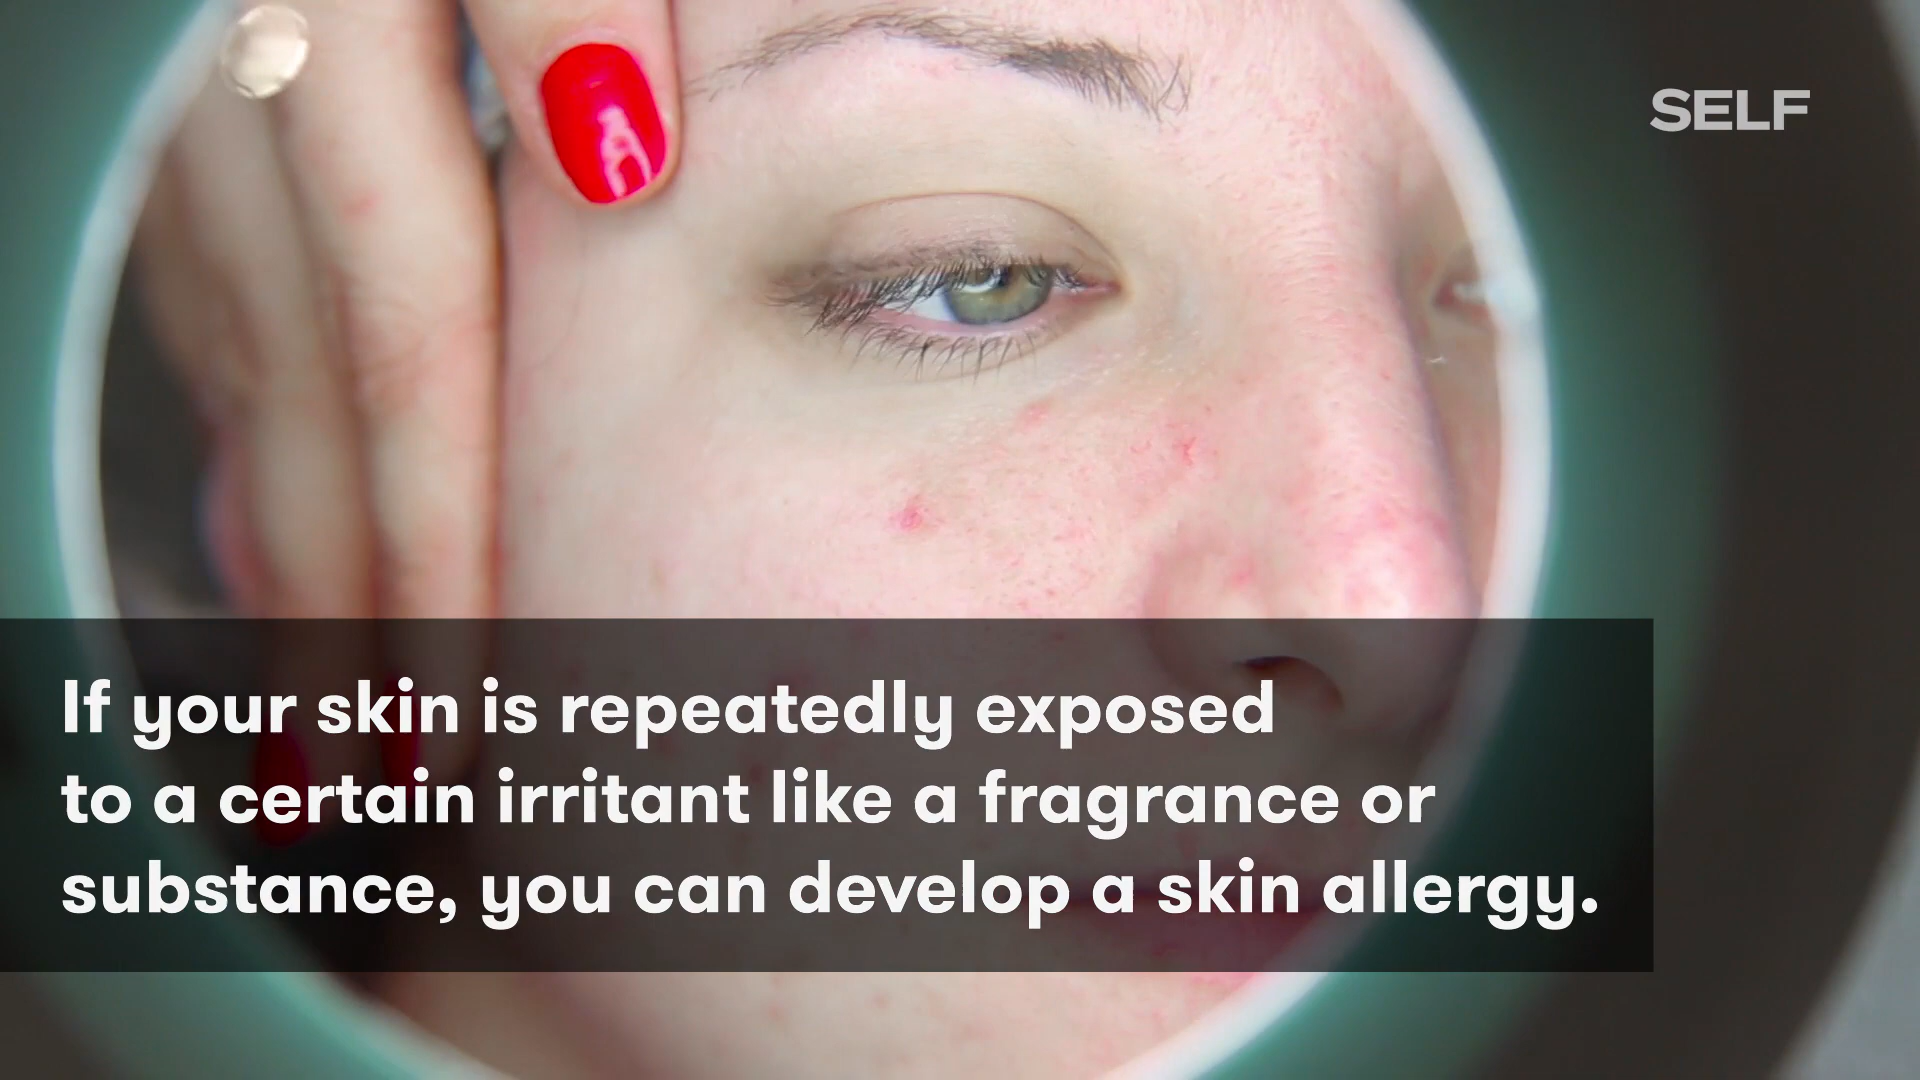 SELF
If your skin is repeatedly exposed
to a certain irritant like a fragrance or
substance, you can develop a skin allergy.